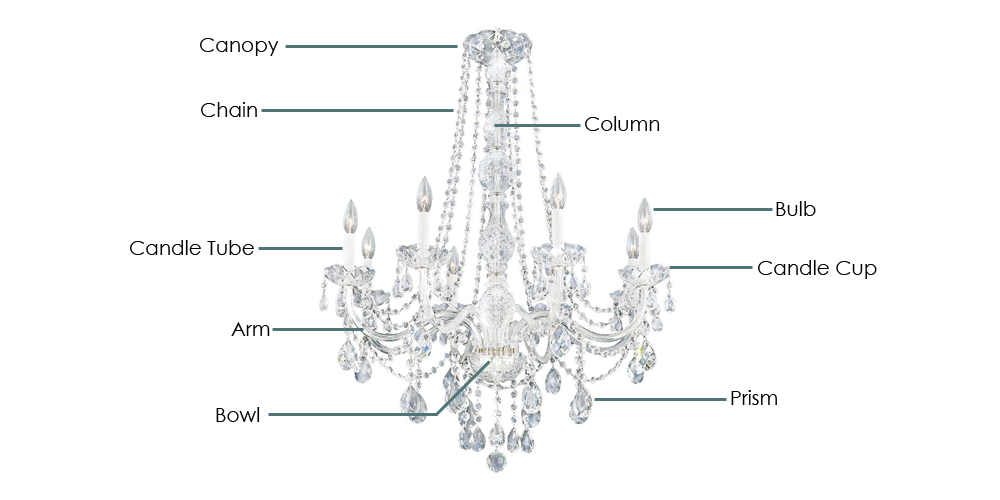 Canopy
Chain
Column
Bulb
Candle Tube
Candle Cup
Arm
Prism
Bowl